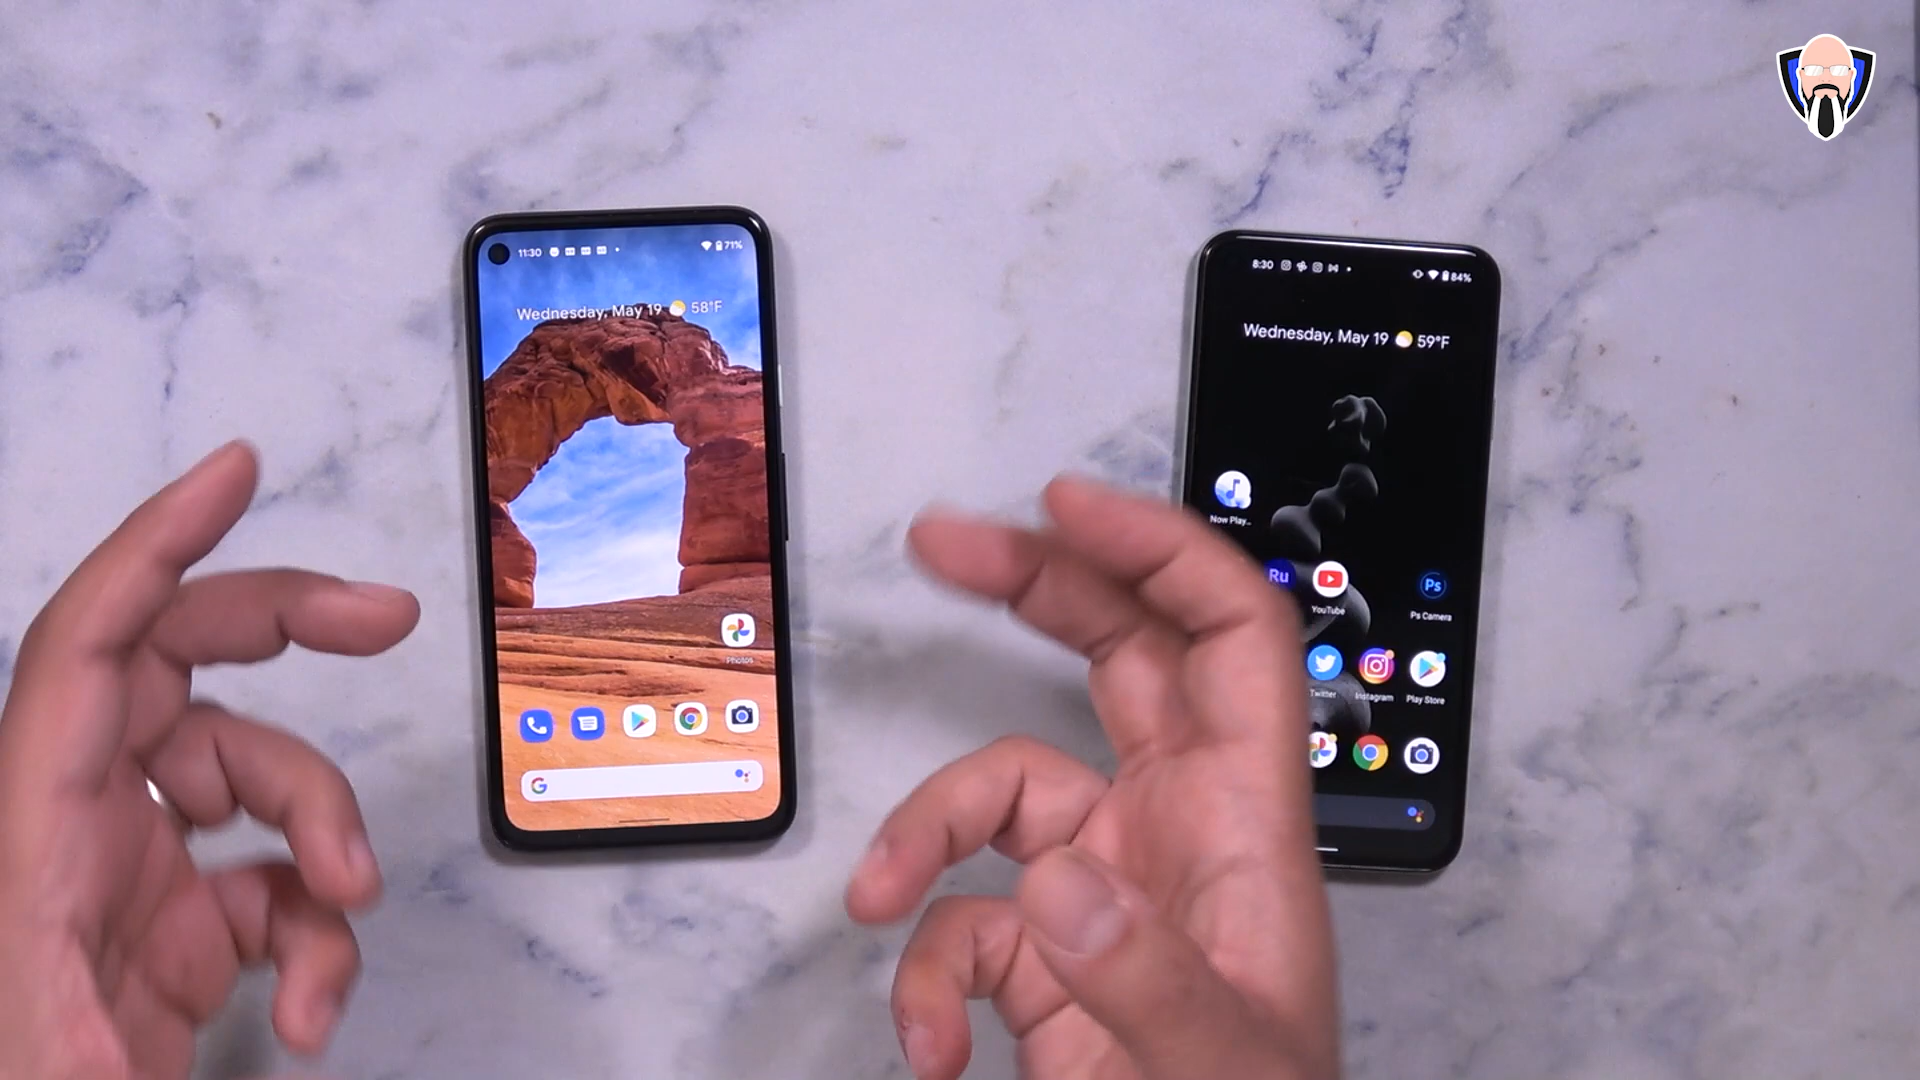 11:30
71%
Wednesday, May 19 58°F
Photos
8:30
84%
Wednesday, May 19 59°F
Now Play...
Ru
YouTube
Ps
Ps Camera
Twitter
Instagram
Play Store